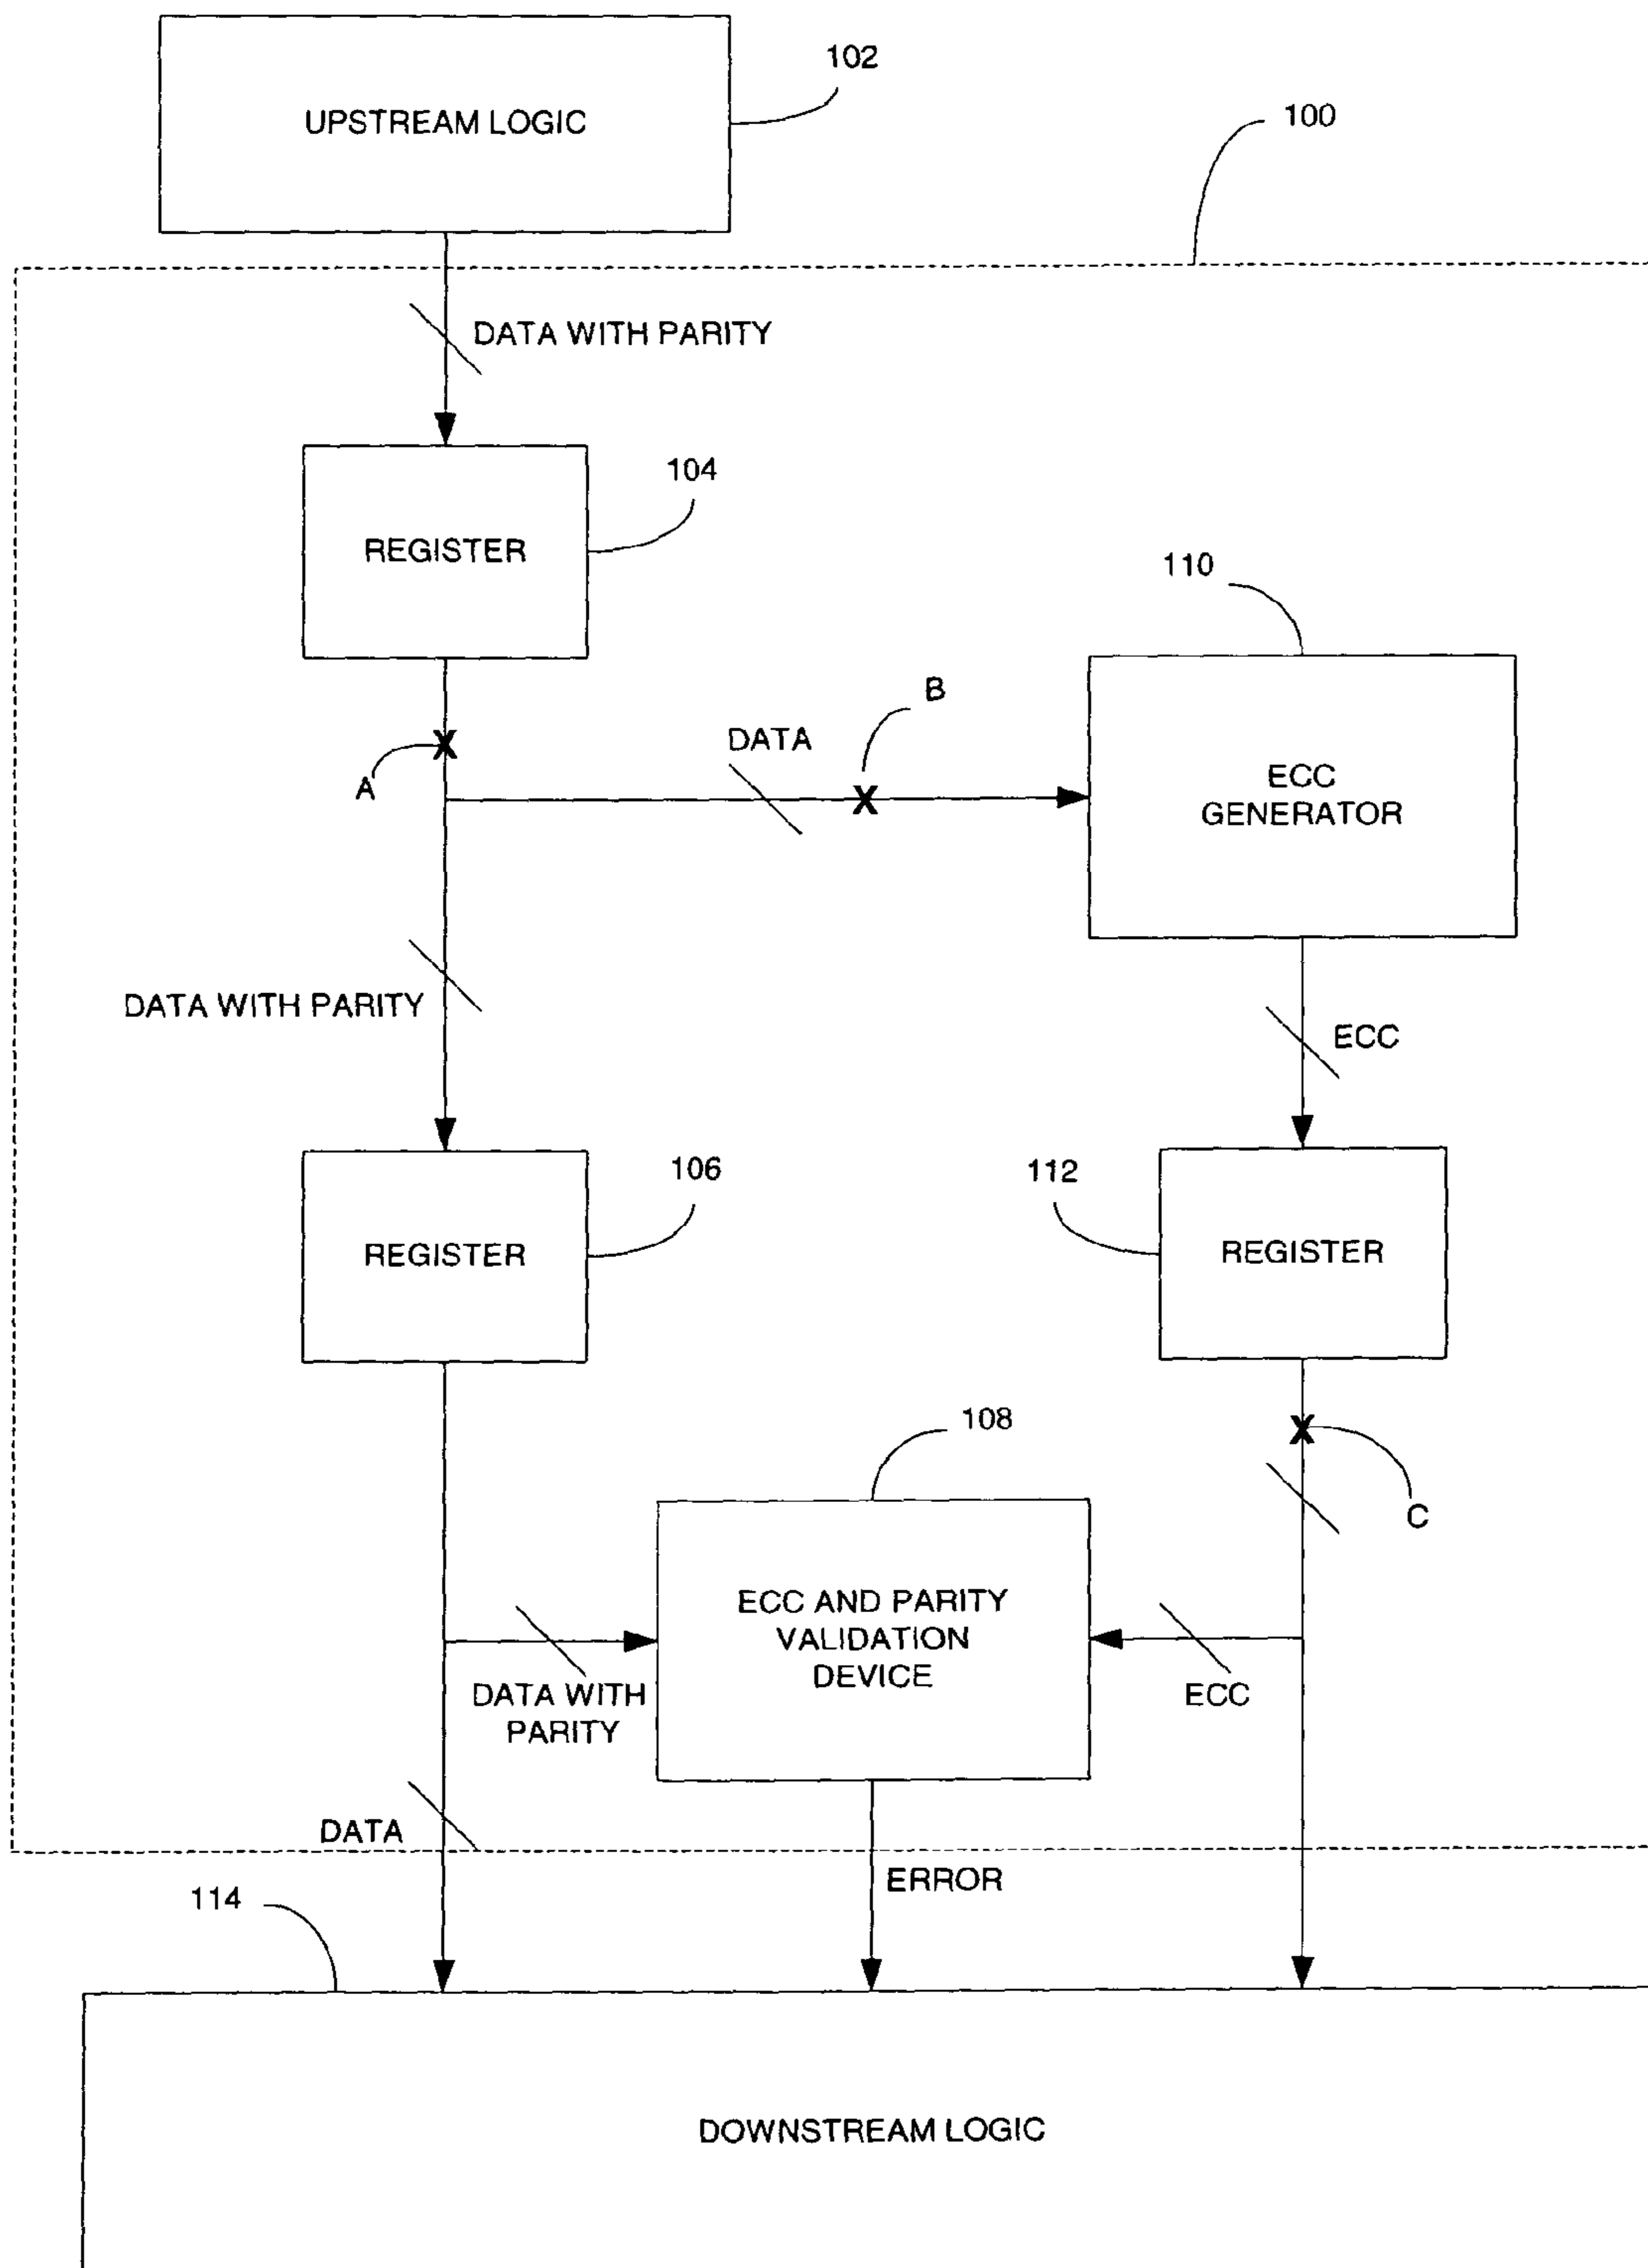 102
UPSTREAM LOGIC
100
DATA WITH PARITY
104
REGISTER
110
B
DATA
A
X
X
ECC
GENERATOR
DATA WITH PARITY
ECC
106
112
REGISTER
REGISTER
108
X
C
ECC AND PARITY
VALIDATION
DEVICE
DATA WITH
PARITY
ECC
DATA
ERROR
114
DOWNSTREAM LOGIC